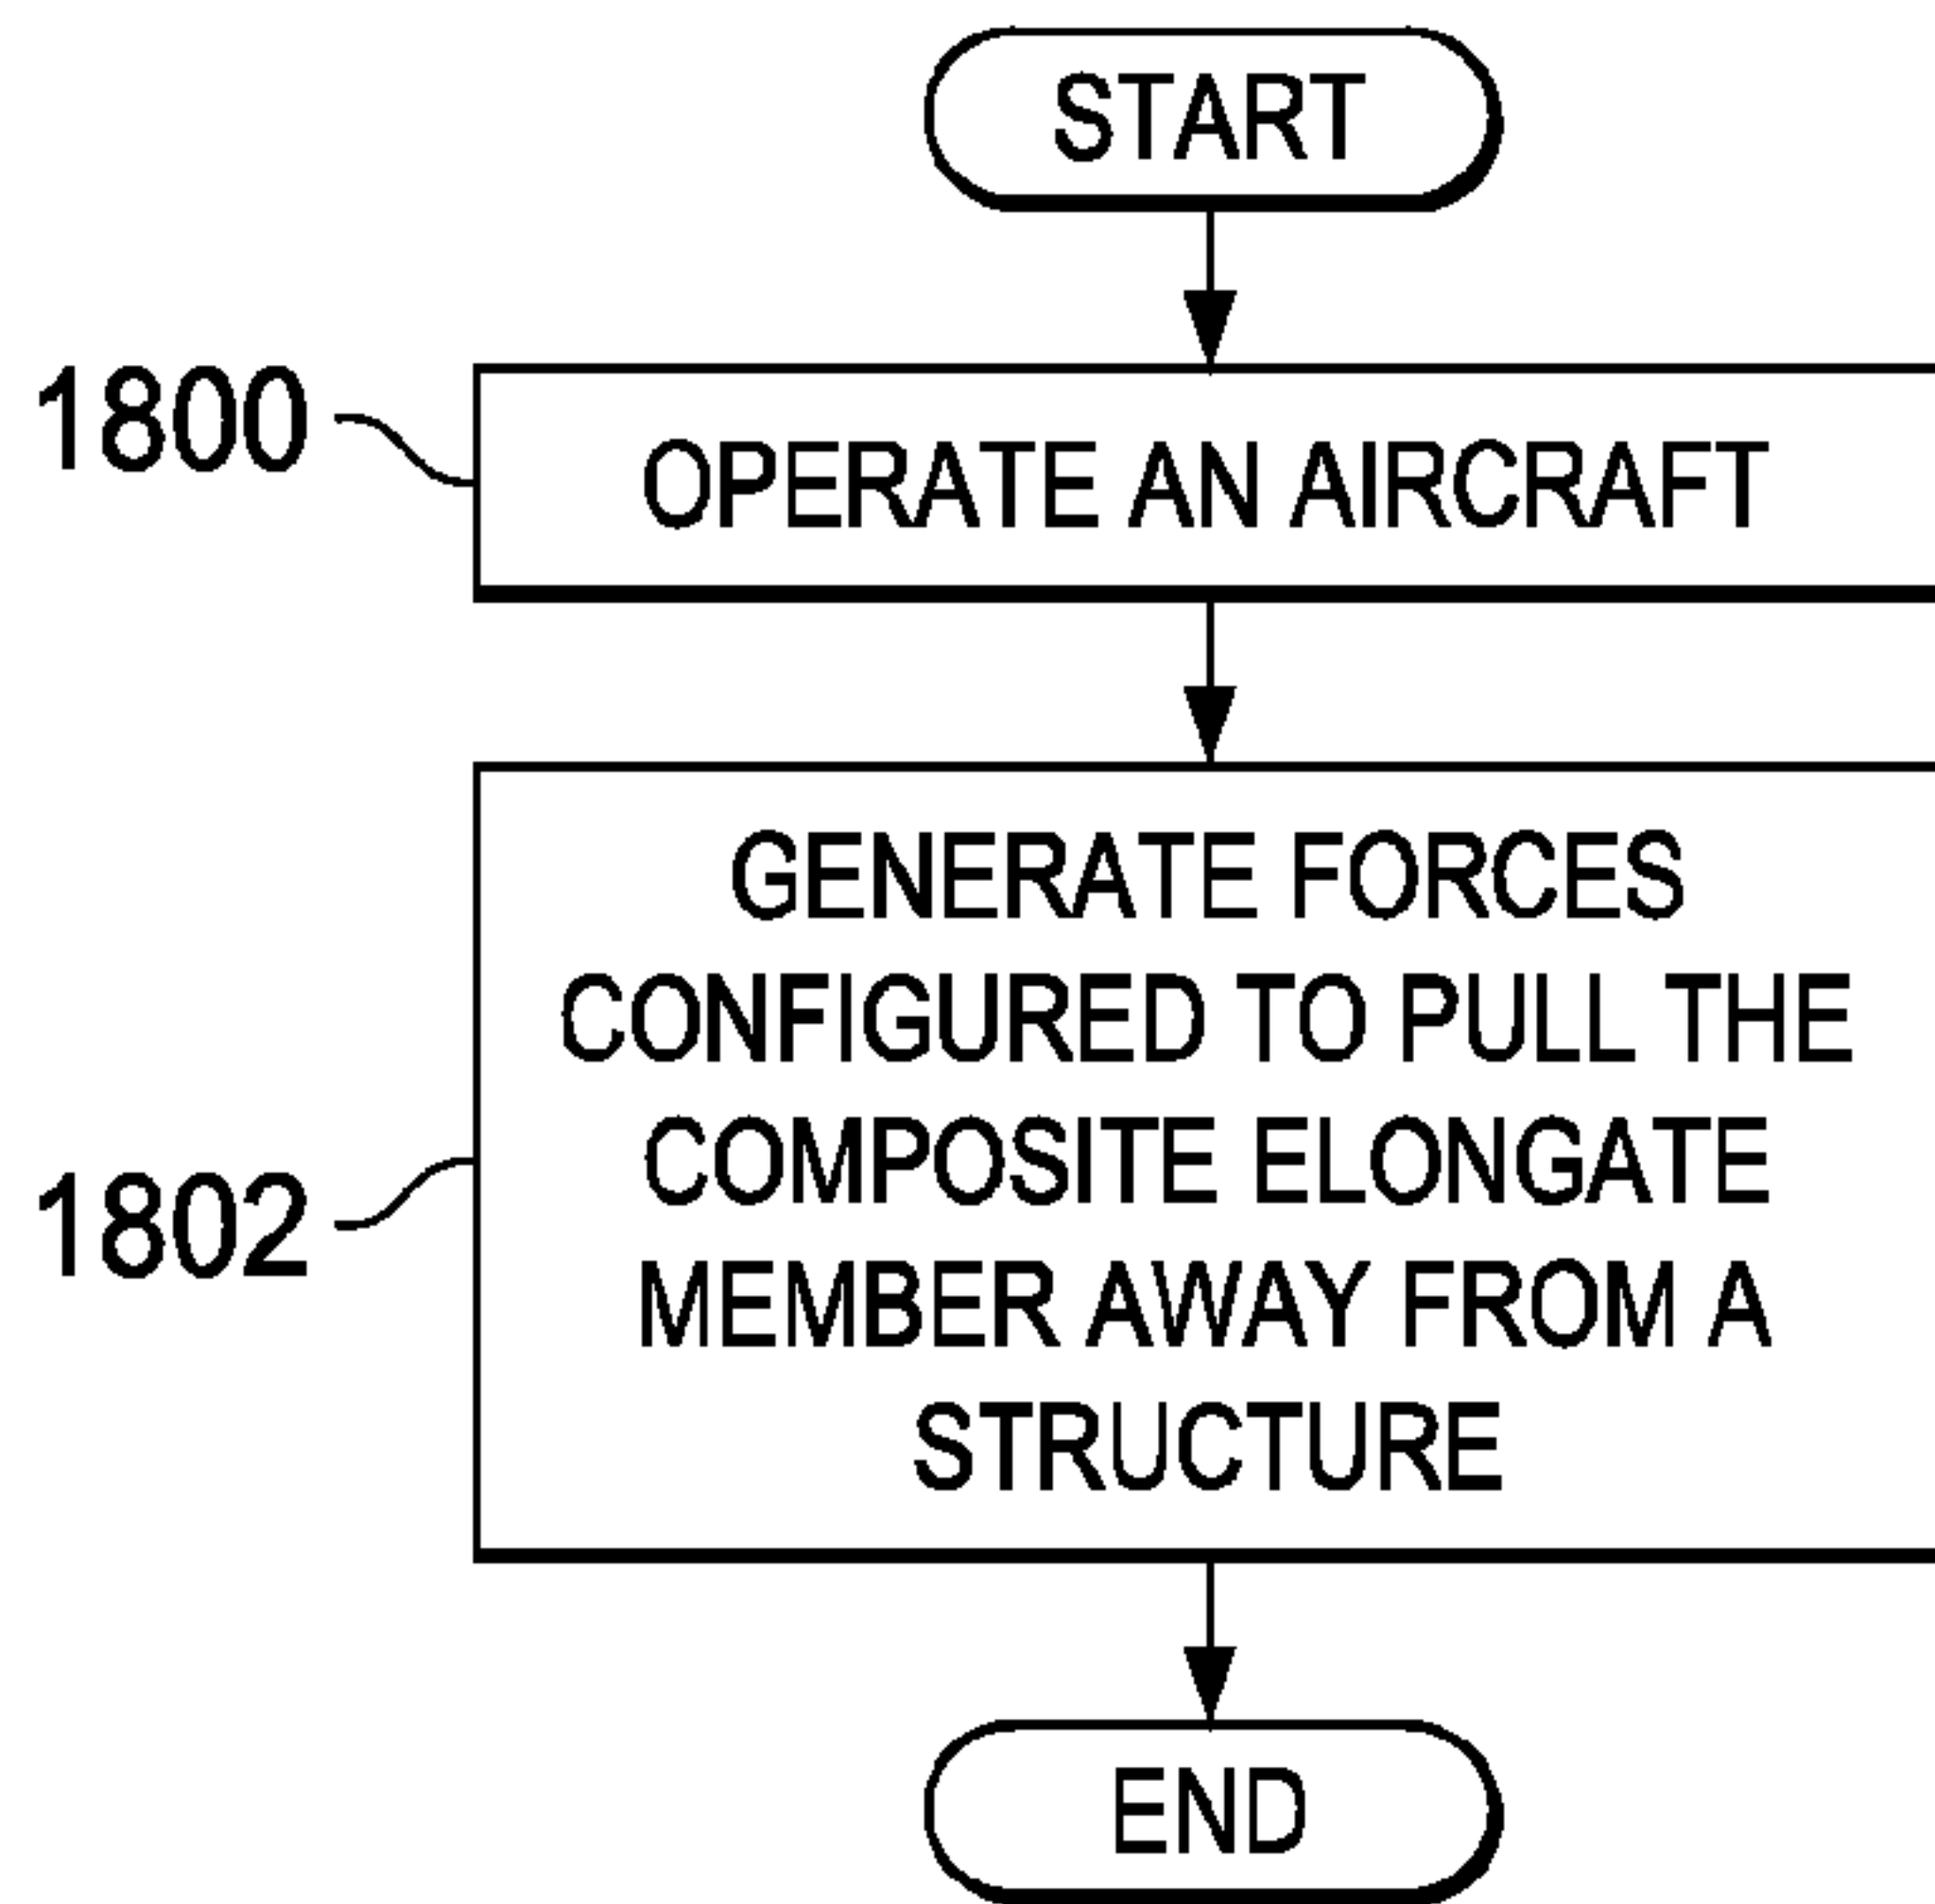 START
1800
OPERATE AN AIRCRAFT
GENERATE FORCES
CONFIGURED TO PULL THE
COMPOSITE ELONGATE
1802
MEMBER AWAY FROM A
STRUCTURE
END